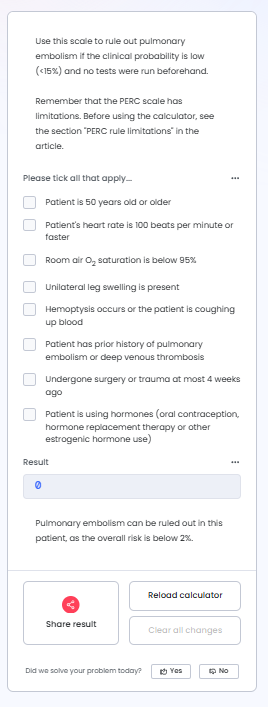 Use this scale to rule out pulmonary
embolism if the clinical probability is low
(<15%) and no tests were run beforehand.
Remember that the PERC scale has
limitations. Before using the calculator, see
the section "PERC rule limitations" in the
article.
Please tick all that apply...
Patient is 50 years old or older
Patient's heart rate is 100 beats per minute or
faster
Room air O₂ saturation is below 95%
Unilateral leg swelling is present
Hemoptysis occurs or the patient is coughing
up blood
Patient has prior history of pulmonary
embolism or deep venous thrombosis
Undergone surgery or trauma at most 4 weeks
ago
Patient is using hormones (oral contraception,
hormone replacement therapy or other
estrogenic hormone use)
Result
0
Pulmonary embolism can be ruled out in this
patient, as the overall risk is below 2%.
Share result
Reload calculator
Clear all changes
Did we solve your problem today?
Yes
No